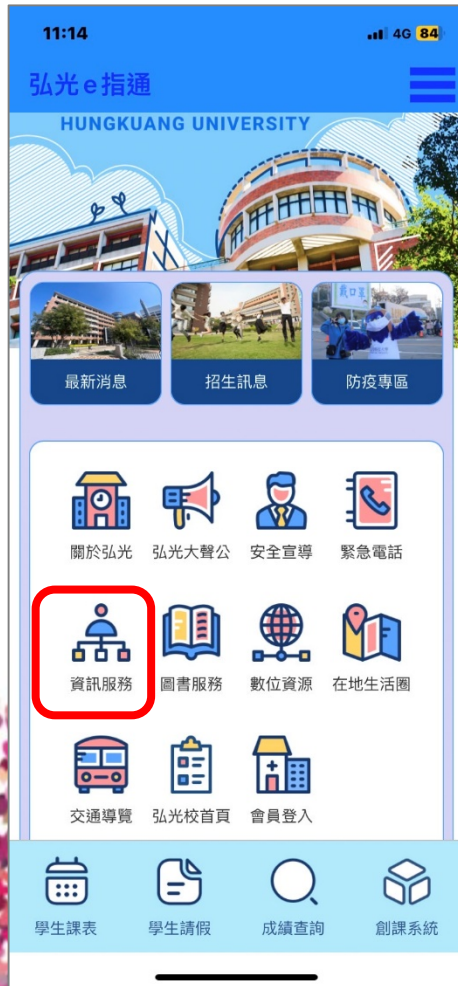 11:14 4G 84
弘光e指通
HUNGKUANG UNIVERSITY
戴口罩
最新消息 招生訊息 防疫專區
關於弘光 弘光大聲公 安全宣導 緊急電話
資訊服務 圖書服務 數位資源 在地生活圈
交通導覽 弘光校首頁 會員登入
學生課表 學生請假 成績查詢 創課系統